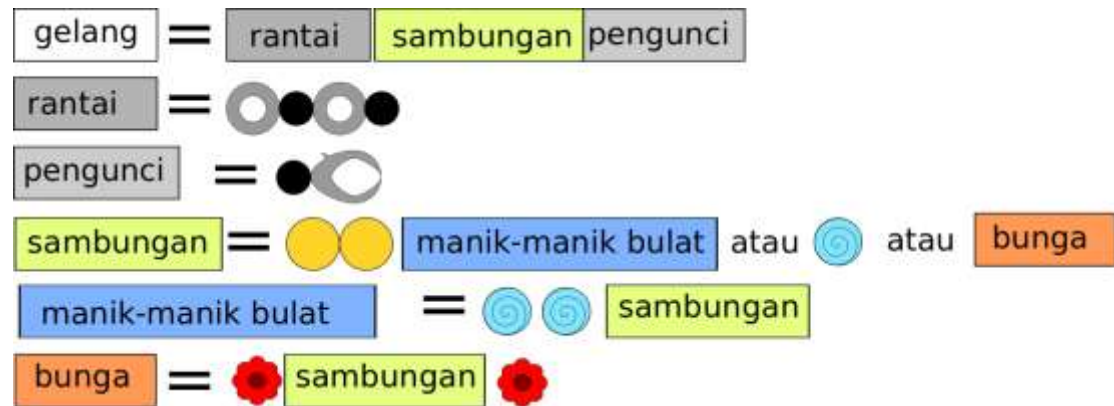 gelang = rantai sambungan pengunci
rantai =
pengunci =
sambungan = manik-manik bulat atau atau bunga
manik-manik bulat = sambungan
bunga = sambungan